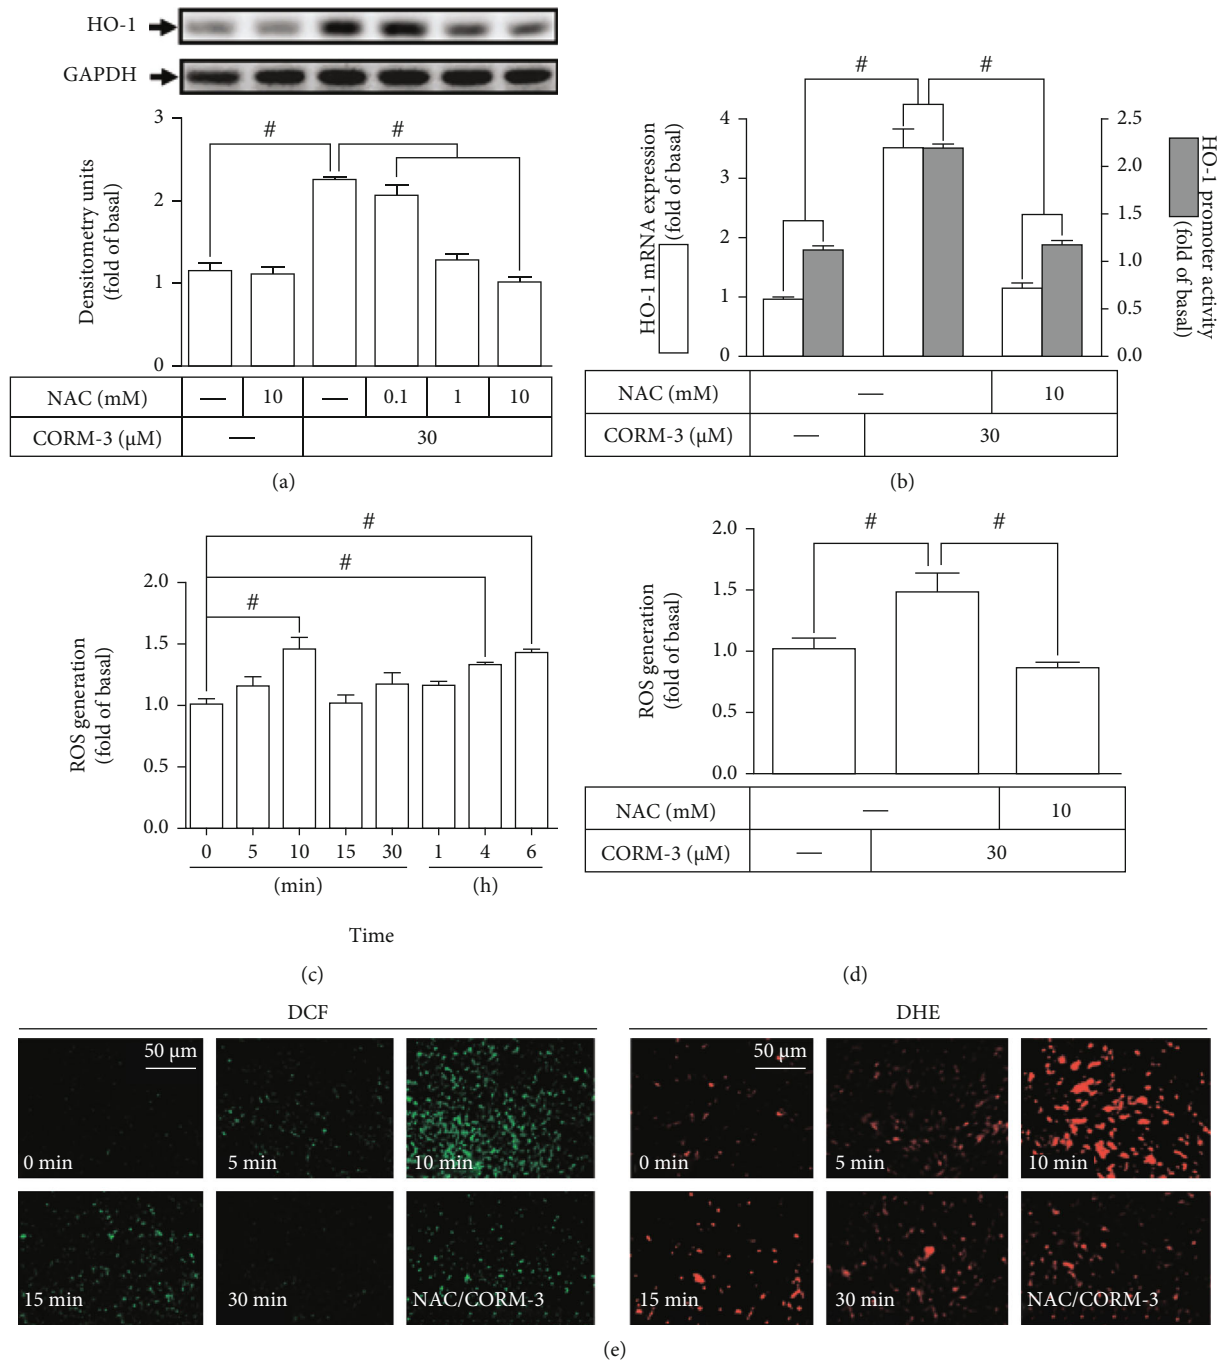 HO-1
GAPDH
Densitometry units
(fold of basal)
3
2
1
0
#
#
NAC (mM) — 10 — 0.1 1 10
CORM-3 (μM) — 30
(a)
HO-1 mRNA expression
(fold of basal)
4
3
2
1
0
#
#
2.5
2.0
1.5
1.0
0.5
0.0
HO-1 promoter activity
(fold of basal)
NAC (mM) — 10
CORM-3 (μM) — 30
(b)
ROS generation
(fold of basal)
2.0
1.5
1.0
0.5
0.0
#
#
#
0 5 10 15 30 1 4 6
(min) (h)
Time
(c)
ROS generation
(fold of basal)
2.0
1.5
1.0
0.5
0.0
#
#
NAC (mM) — 10
CORM-3 (μM) — 30
(d)
DCF
50 μm
0 min
5 min
10 min
15 min
30 min
NAC/CORM-3
DHE
50 μm
0 min
5 min
10 min
15 min
30 min
NAC/CORM-3
(e)